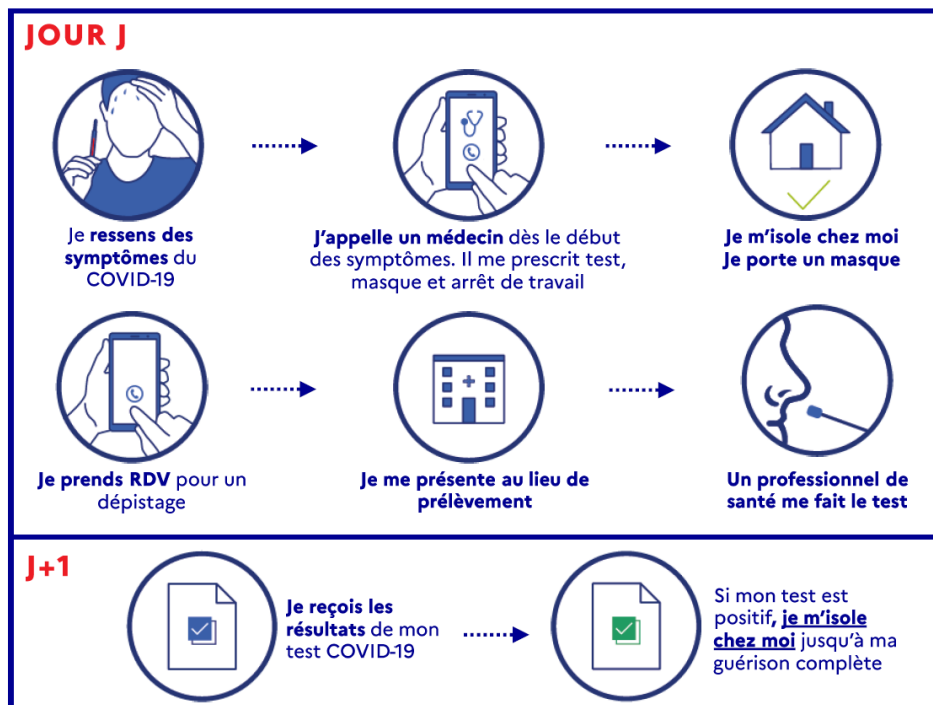 JOUR J
Je ressens des
symptômes du
COVID-19
J'appelle un médecin dès le début
des symptômes. Il me prescrit test,
masque et arrêt de travail
Je m'isole chez moi
Je porte un masque
Je prends RDV pour un
dépistage
Je me présente au lieu de
prélèvement
Un professionnel de
santé me fait le test
J+1
Je reçois les
résultats de mon
test COVID-19
Si mon test est
positif, je m'isole
chez moi jusqu'à ma
guérison complète